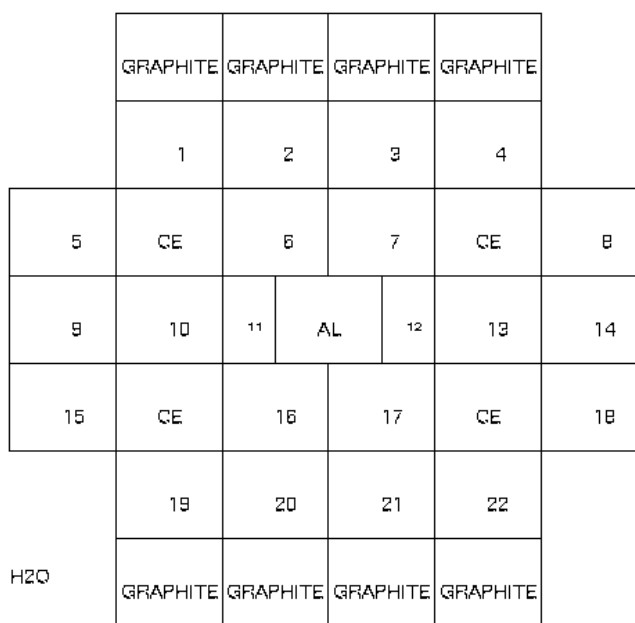 GRAPHITE GRAPHITE GRAPHITE GRAPHITE
1 2 3 4
5 CE 6 7 CE 8
9 10 11 AL 12 13 14
15 CE 16 17 CE 18
19 20 21 22
H2O
GRAPHITE GRAPHITE GRAPHITE GRAPHITE